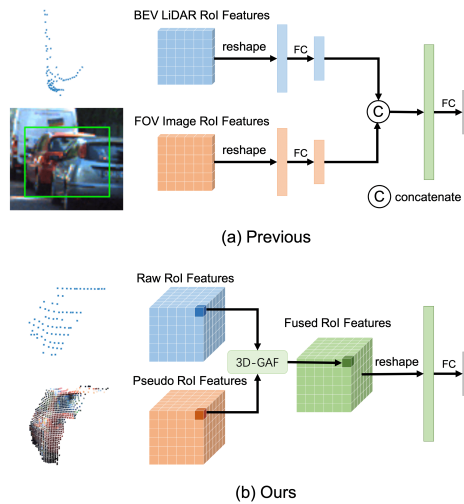 BEV LiDAR RoI Features
reshape
FC
FOV Image RoI Features
reshape
FC
C
FC
C concatenate
(a) Previous
Raw RoI Features
3D-GAF
Fused RoI Features
reshape
FC
Pseudo RoI Features
(b) Ours